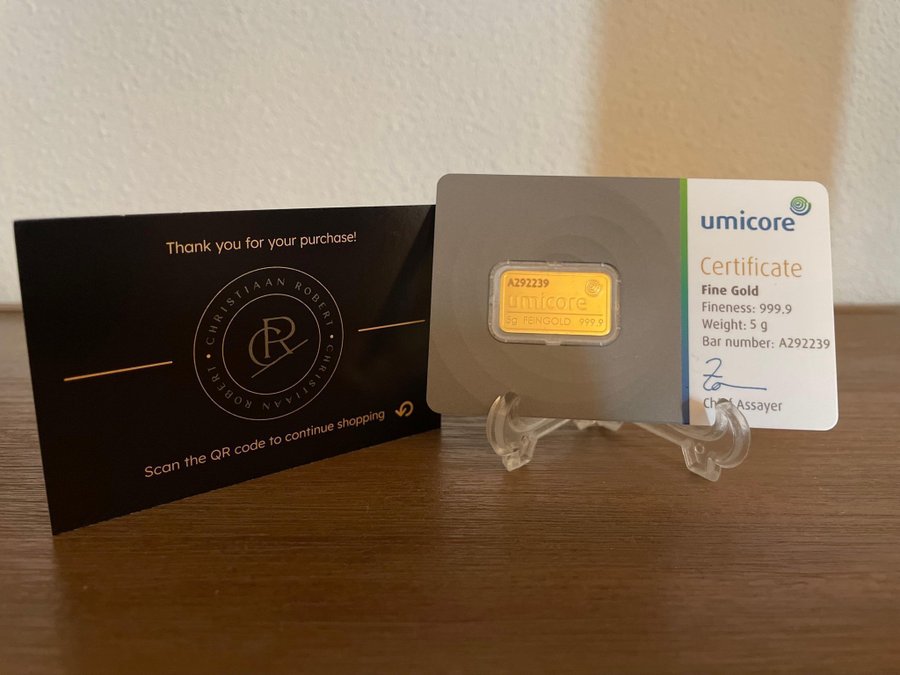 Thank you for your purchase!
CHRISTIAAN ROBERT • CHRISTIAAN ROBERT •
CR
Scan the QR code to continue shopping
A292239
umicore
5g FEINGOLD 999.9
umicore
Certificate
Fine Gold
Fineness: 999.9
Weight: 5 g
Bar number: A292239
Chief Assayer